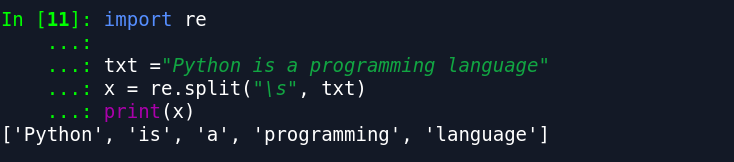 In [11]: import re
    ...:
    ...: txt ="Python is a programming language"
    ...: x = re.split("\s", txt)
    ...: print(x)
['Python', 'is', 'a', 'programming', 'language']